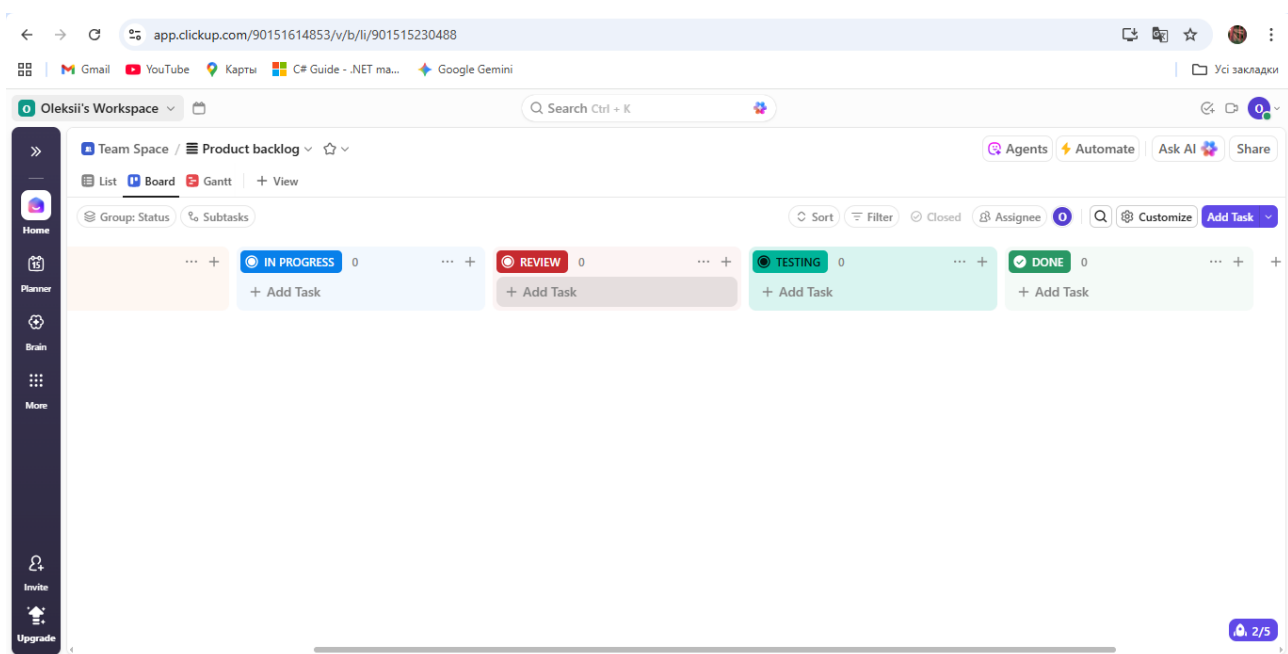 app.clickup.com/90151614853/v/b/li/901515230488
Gmail YouTube Карты C# Guide - .NET ma... Google Gemini Усі закладки
O Oleksii's Workspace Search Ctrl + K O
Team Space / Product backlog Agents Automate Ask AI Share
List Board Gantt + View
Group: Status Subtasks Sort Filter Closed Assignee O Customize Add Task
... + IN PROGRESS 0 ... + REVIEW 0 ... + TESTING 0 ... + DONE 0 ... + +
+ Add Task + Add Task + Add Task + Add Task
Home
15
Planner
Brain
More
Invite
Upgrade
2/5